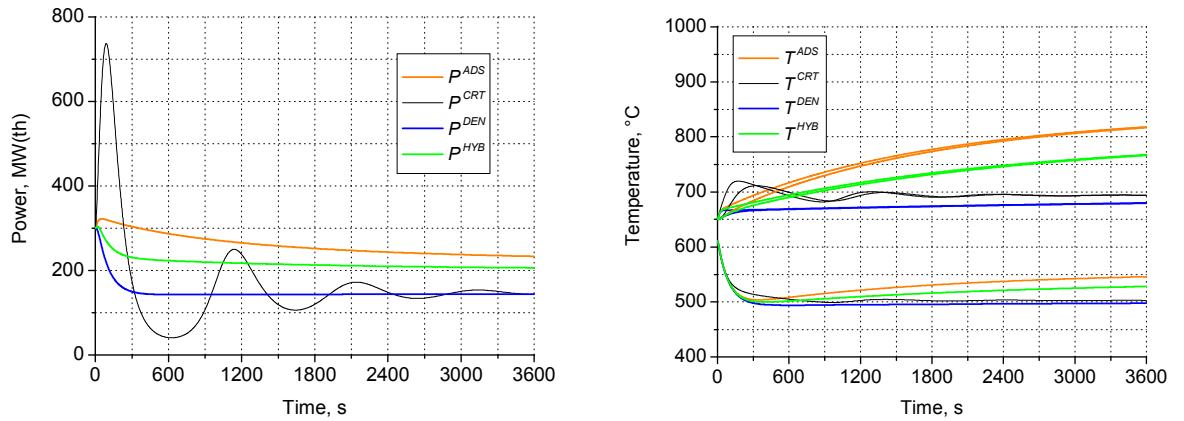 800
600
400
200
0
Power, MW(th)
P ADS
P CRT
P DEN
P HYB
0 600 1200 1800 2400 3000 3600
Time, s
1000
900
800
700
600
500
400
Temperature, °C
T ADS
T CRT
T DEN
T HYB
0 600 1200 1800 2400 3000 3600
Time, s